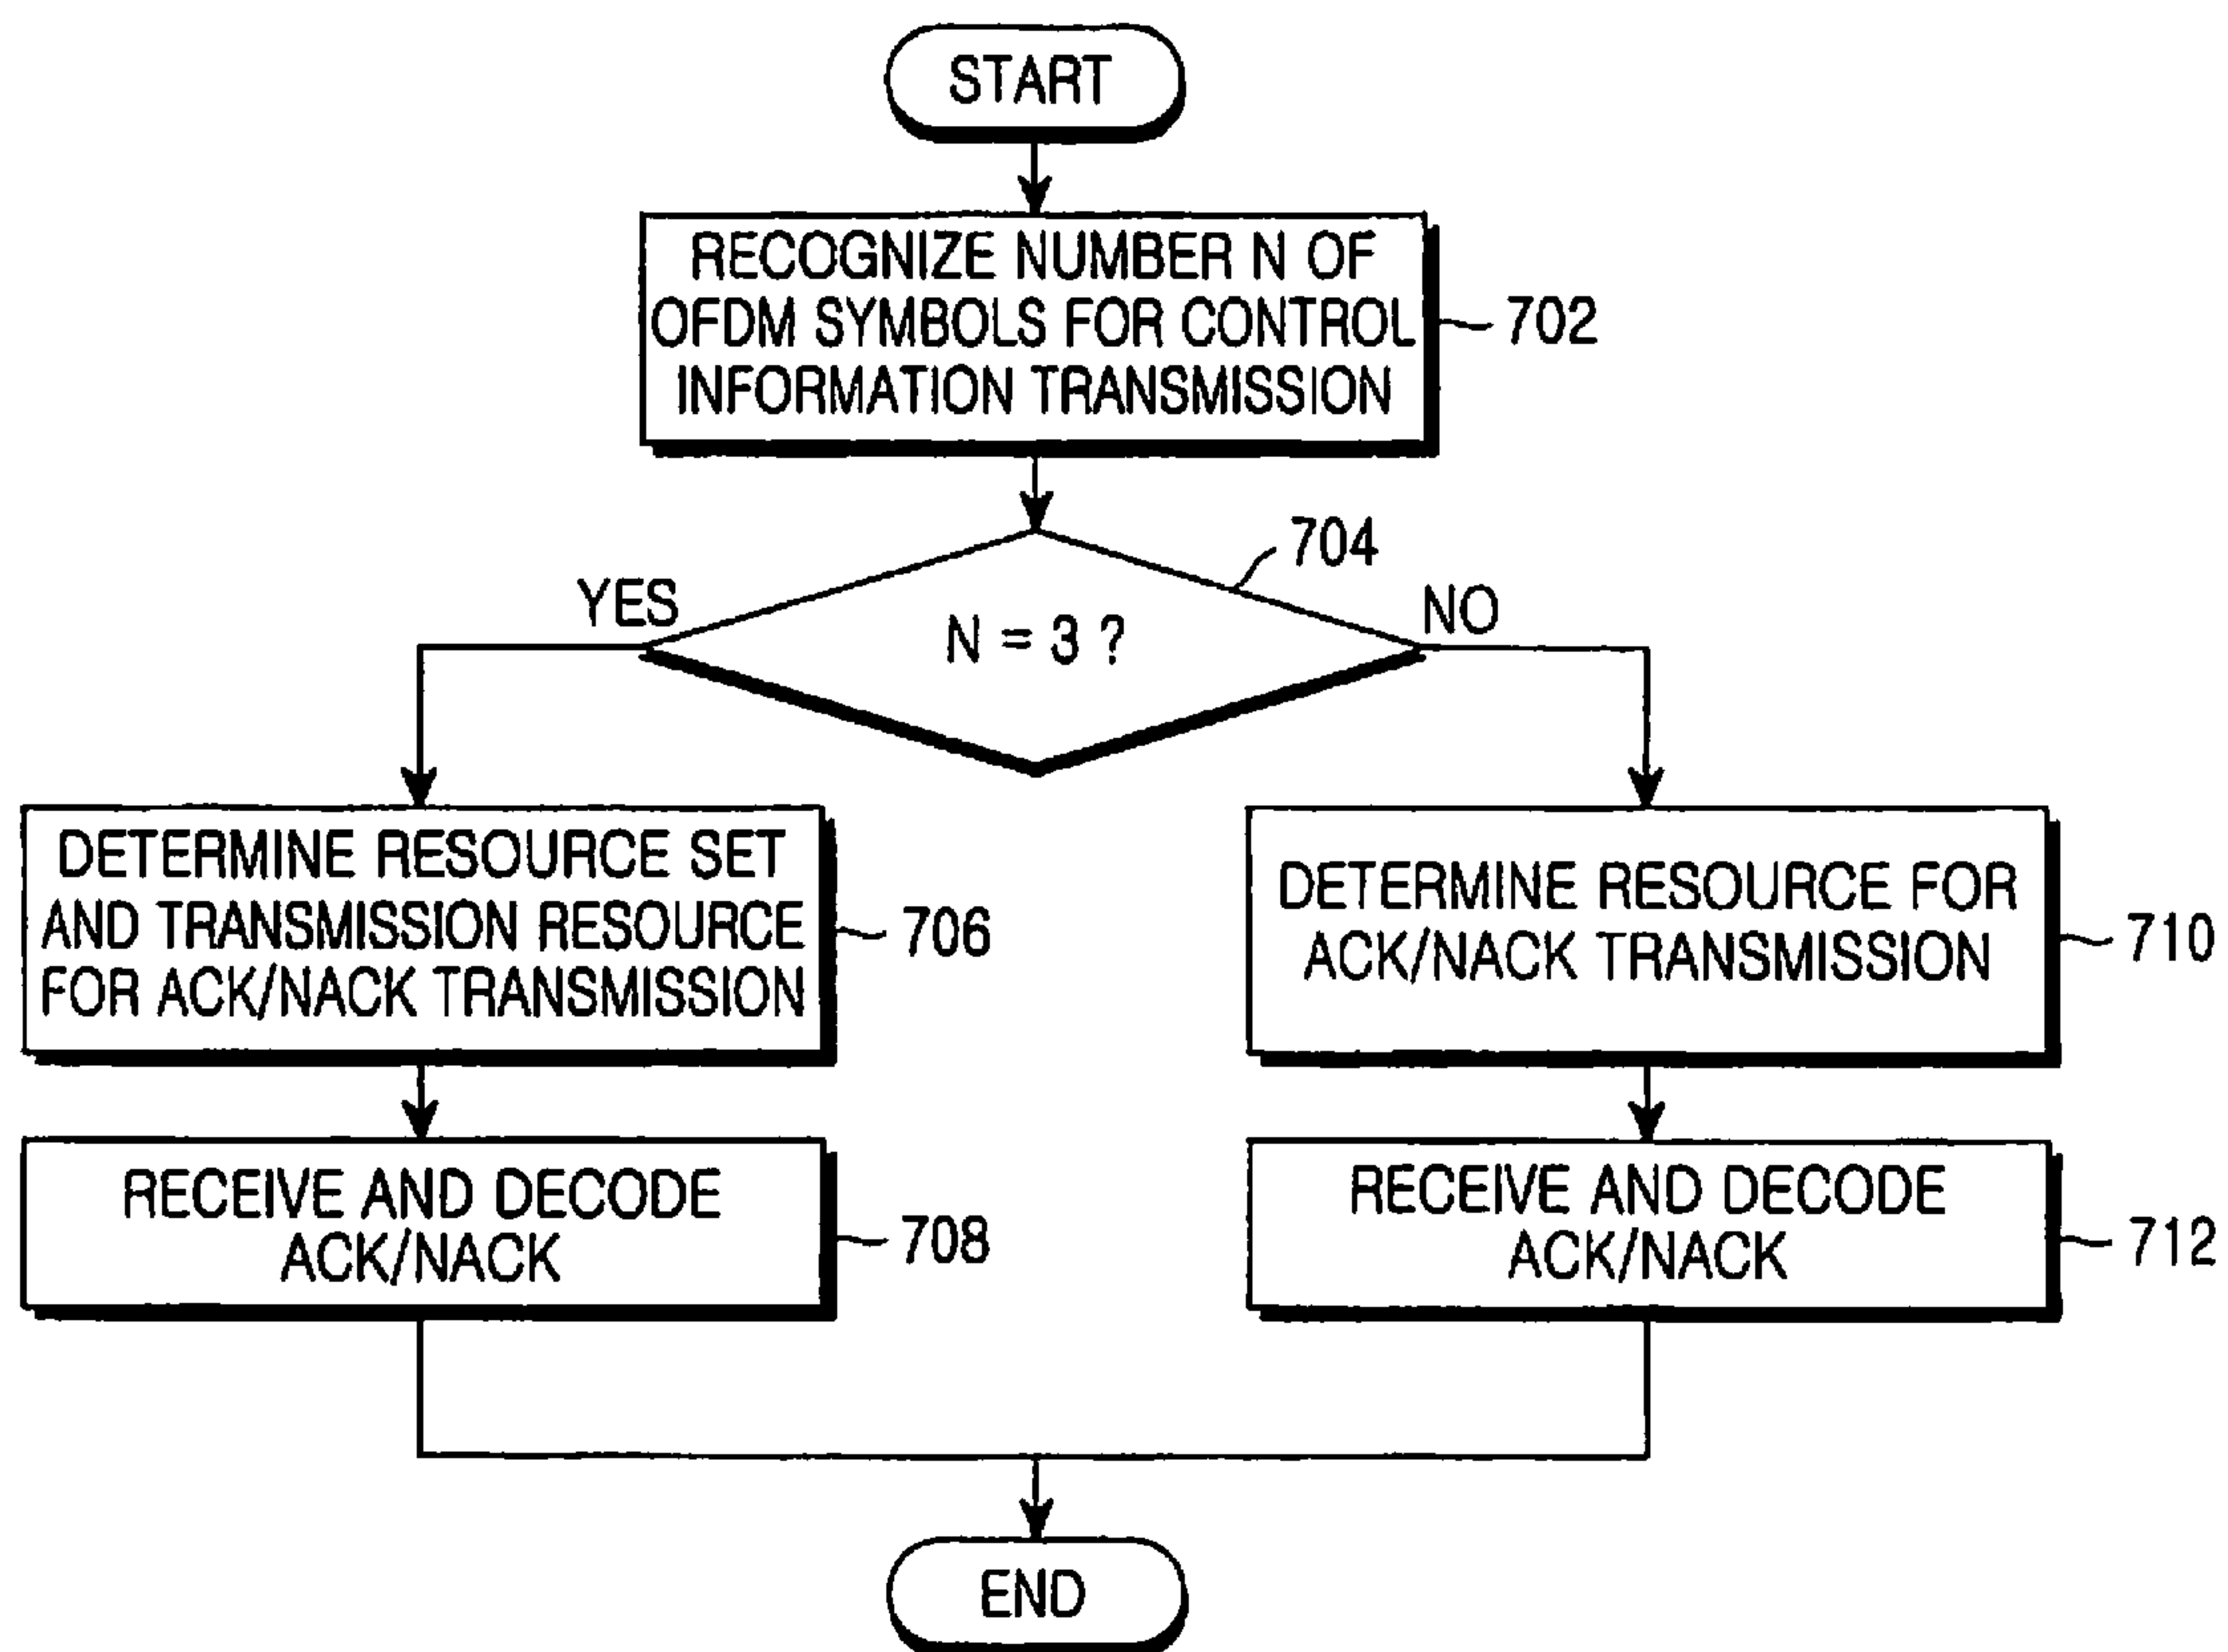 START
RECOGNIZE NUMBER N OF
OFDM SYMBOLS FOR CONTROL
INFORMATION TRANSMISSION
702
704
YES
N = 3 ?
NO
DETERMINE RESOURCE SET
AND TRANSMISSION RESOURCE
FOR ACK/NACK TRANSMISSION
706
DETERMINE RESOURCE FOR
ACK/NACK TRANSMISSION
710
RECEIVE AND DECODE
ACK/NACK
708
RECEIVE AND DECODE
ACK/NACK
712
END